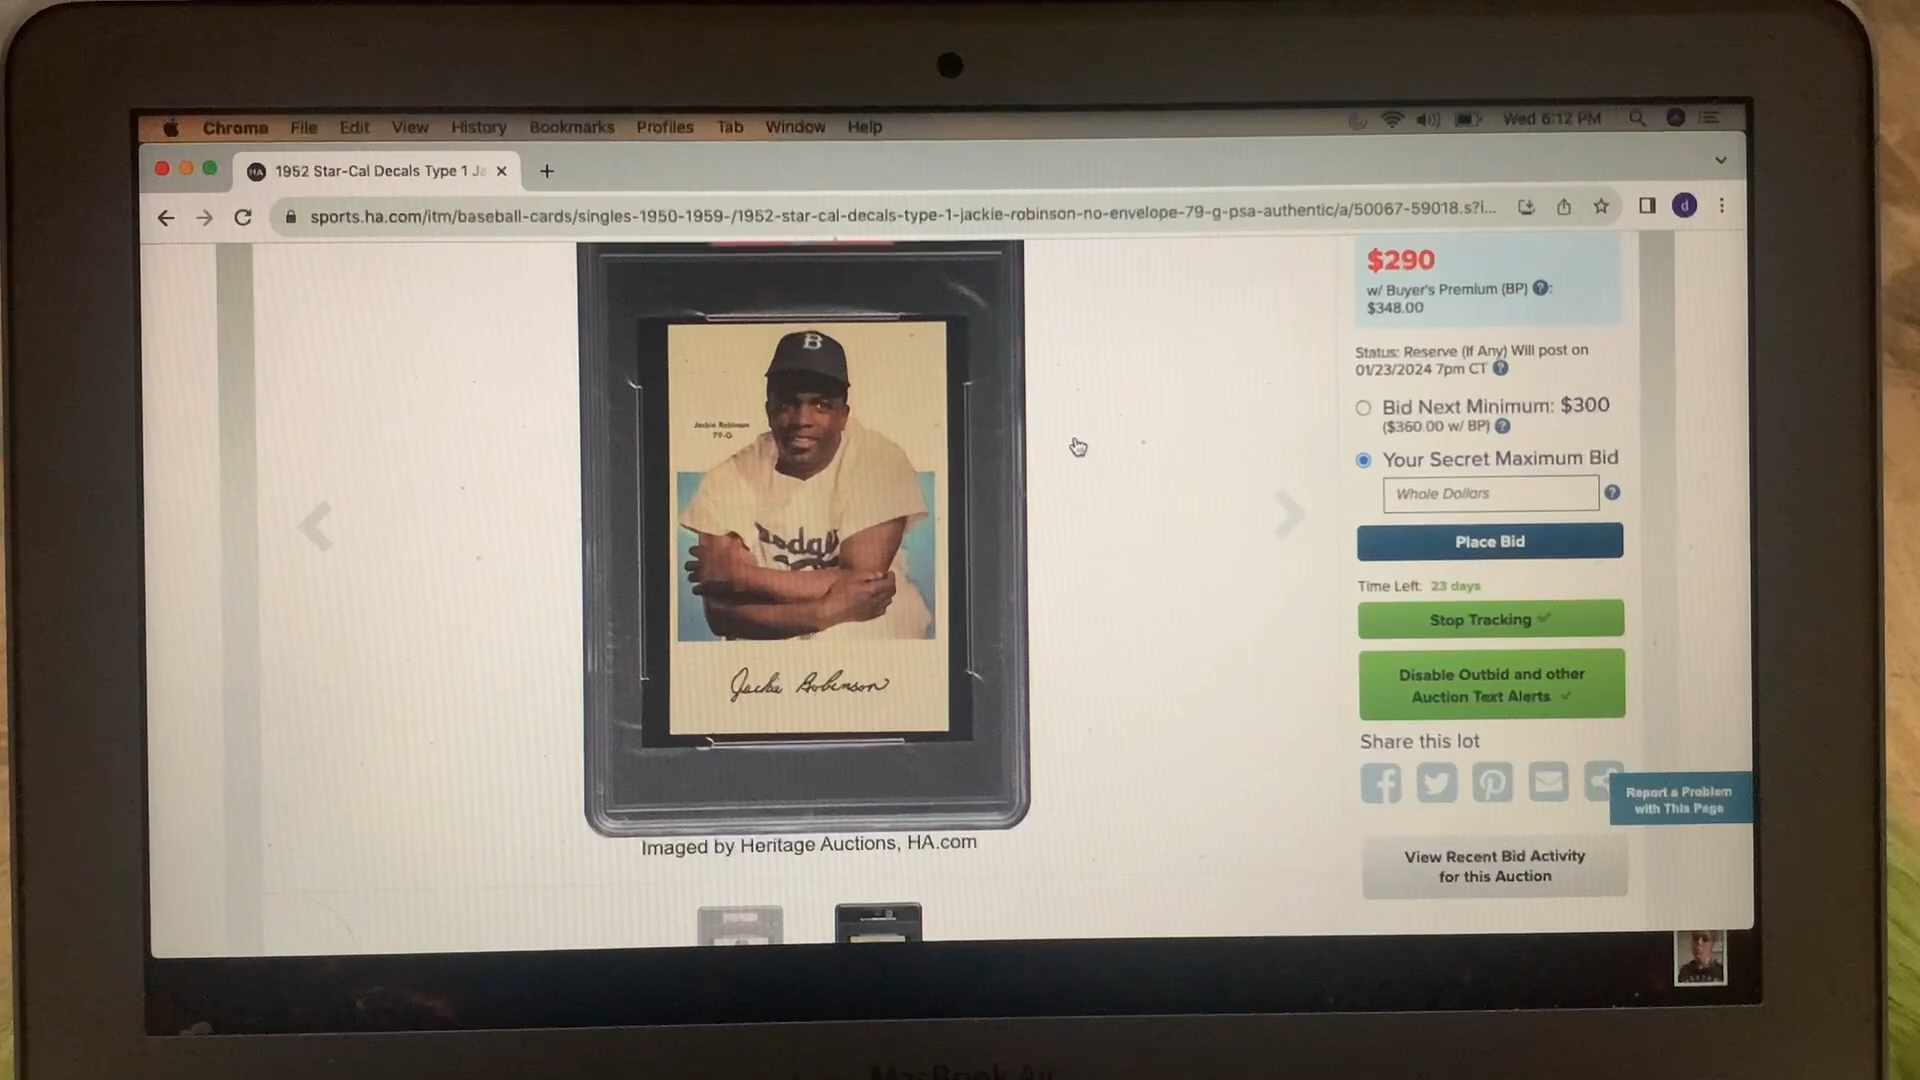 Chrome File Edit View History Bookmarks Profiles Tab Window Help Wed 6:12 PM
HA 1952 Star-Cal Decals Type 1 Ja
sports.ha.com/itm/baseball-cards/singles-1950-1959-/1952-star-cal-decals-type-1-jackie-robinson-no-envelope-79-g-psa-authentic/a/50067-59018.s?i... d
$290
w/ Buyer's Premium (BP) ?:
$348.00
Status: Reserve (If Any) Will post on
01/23/2024 7pm CT ?
Bid Next Minimum: $300
($360.00 w/ BP) ?
Your Secret Maximum Bid
Whole Dollars ?
Place Bid
Time Left: 23 days
Stop Tracking
Disable Outbid and other
Auction Text Alerts
Share this lot
Report a Problem
with This Page
View Recent Bid Activity
for this Auction
B
Jackie Robinson
79-G
Dodg
Jackie Robinson
Imaged by Heritage Auctions, HA.com
MacBook Air